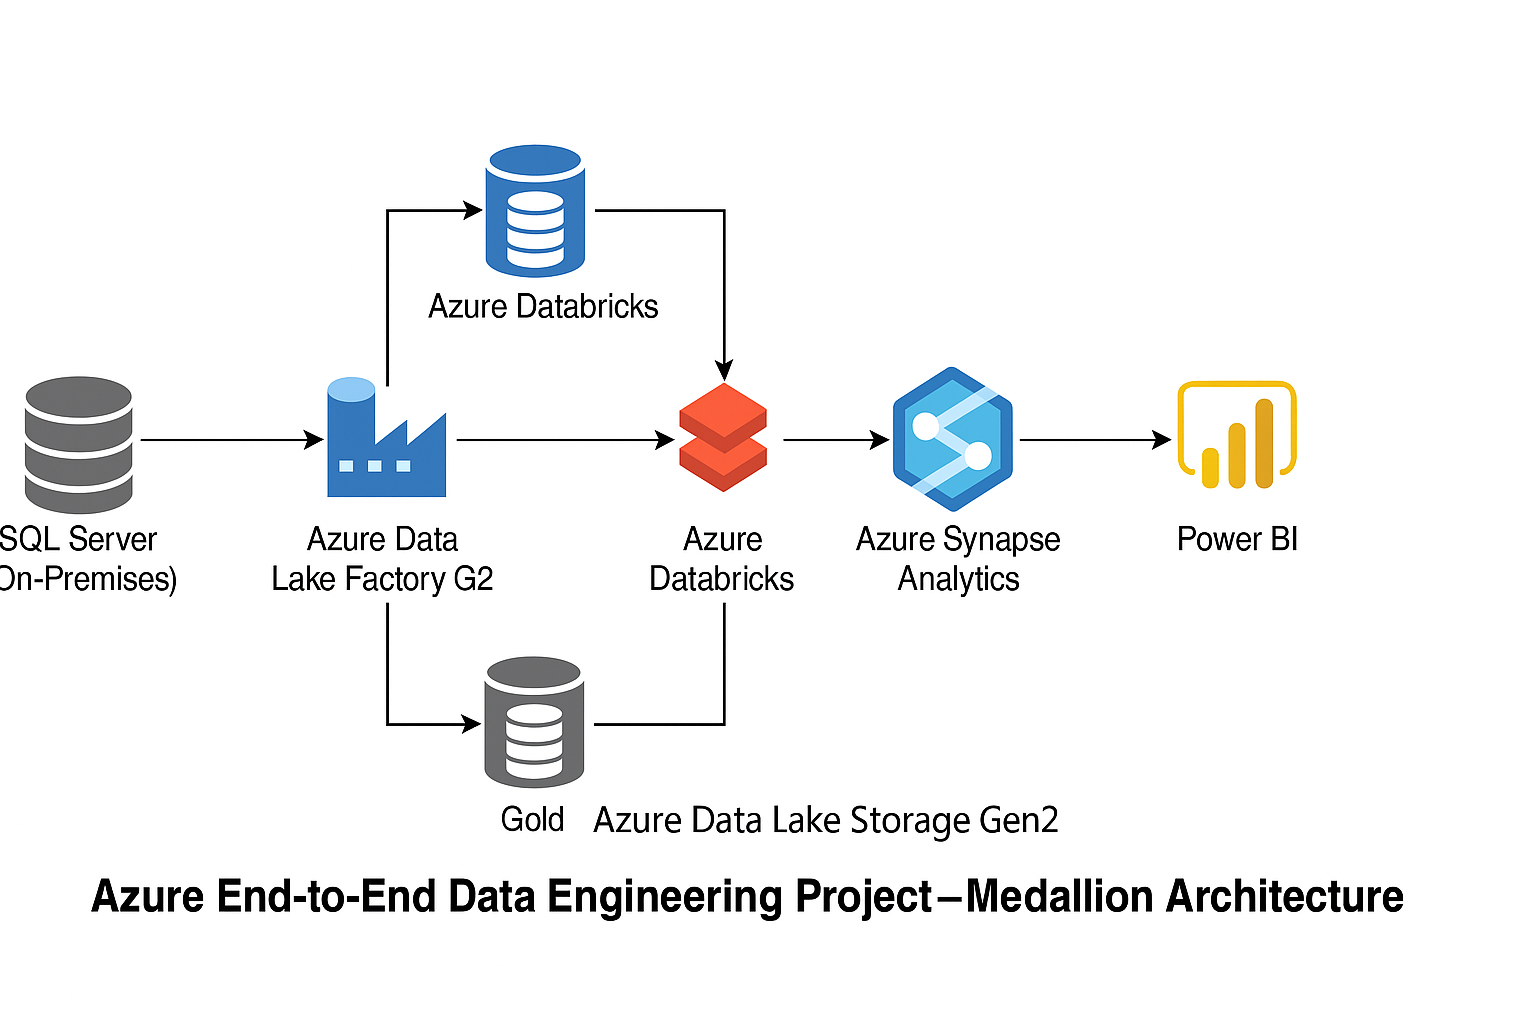 Azure Databricks
SQL Server
On-Premises)
Azure Data
Lake Factory G2
Azure
Databricks
Azure Synapse
Analytics
Power BI
Gold Azure Data Lake Storage Gen2
Azure End-to-End Data Engineering Project–Medallion Architecture